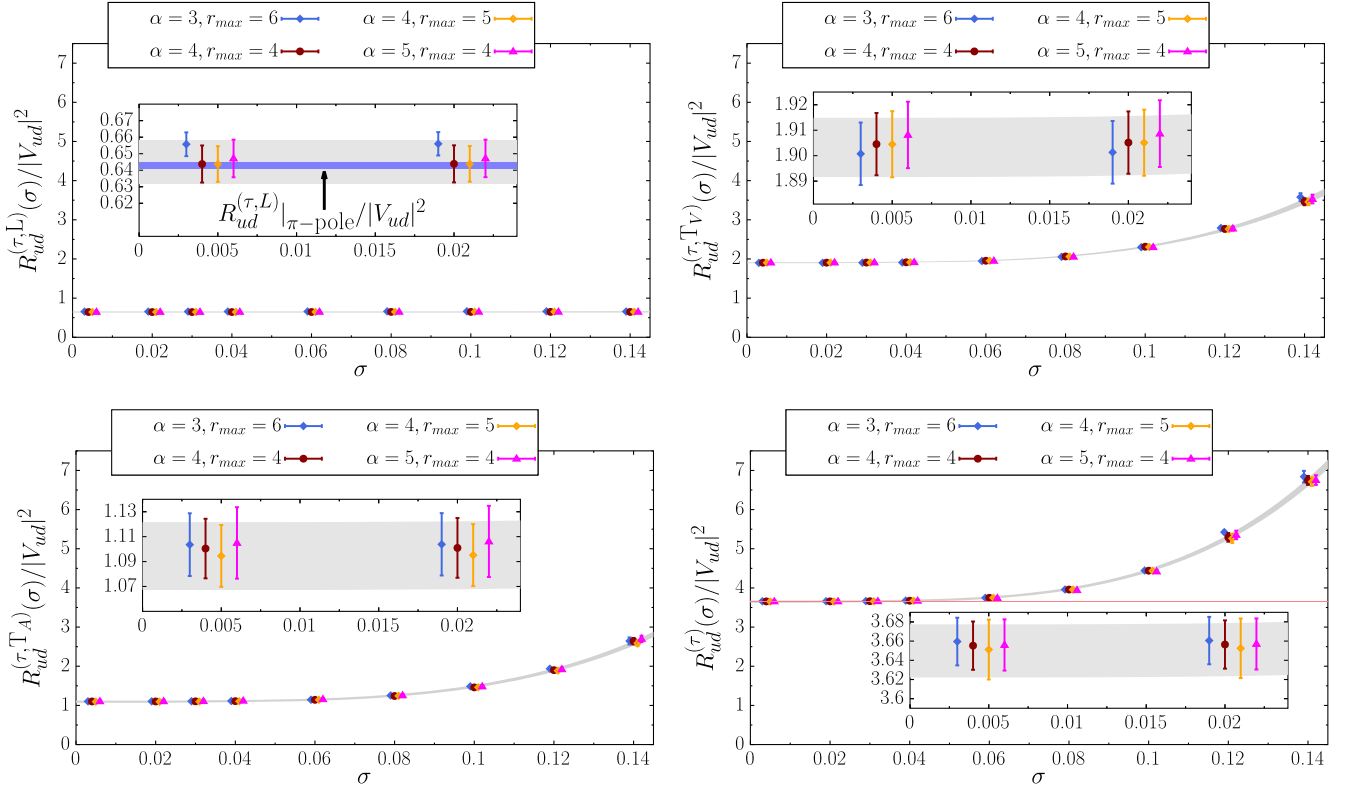 α = 3, r_max = 6 α = 4, r_max = 5
α = 4, r_max = 4 α = 5, r_max = 4
R_ud^(τ,L)(σ)/|V_ud|^2
7
6
5
4
3
2
1
0
0 0.02 0.04 0.06 0.08 0.1 0.12 0.14
σ
0.67
0.66
0.65
0.64
0.63
0.62
0 0.005 0.01 0.015 0.02
R_ud^(τ,L)|_π−pole/|V_ud|^2
α = 3, r_max = 6 α = 4, r_max = 5
α = 4, r_max = 4 α = 5, r_max = 4
R_ud^(τ,T_V)(σ)/|V_ud|^2
7
6
5
4
3
2
1
0
0 0.02 0.04 0.06 0.08 0.1 0.12 0.14
σ
1.92
1.91
1.90
1.89
0 0.005 0.01 0.015 0.02
α = 3, r_max = 6 α = 4, r_max = 5
α = 4, r_max = 4 α = 5, r_max = 4
R_ud^(τ,T_A)(σ)/|V_ud|^2
7
6
5
4
3
2
1
0
0 0.02 0.04 0.06 0.08 0.1 0.12 0.14
σ
1.13
1.11
1.09
1.07
0 0.005 0.01 0.015 0.02
α = 3, r_max = 6 α = 4, r_max = 5
α = 4, r_max = 4 α = 5, r_max = 4
R_ud^(τ)(σ)/|V_ud|^2
7
6
5
4
3
2
1
0
0 0.02 0.04 0.06 0.08 0.1 0.12 0.14
σ
3.68
3.66
3.64
3.62
3.6
0 0.005 0.01 0.015 0.02